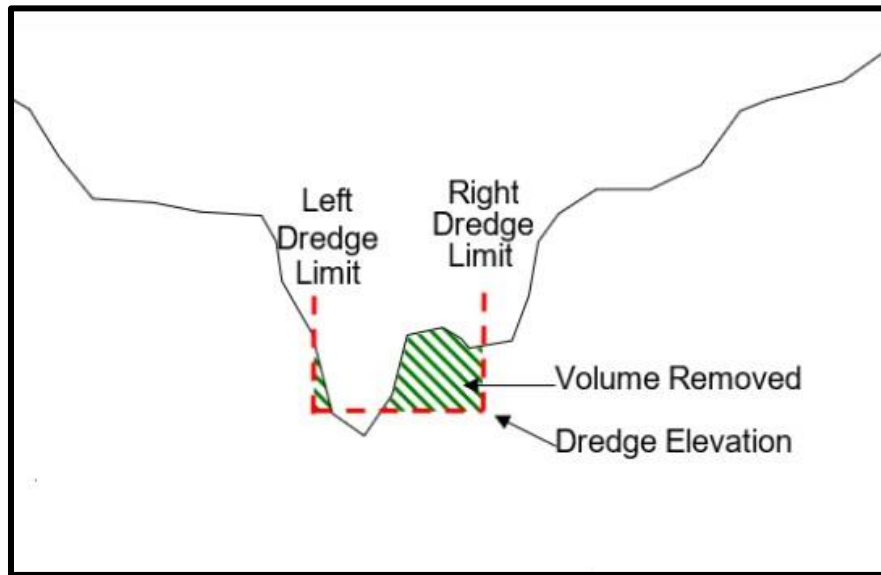 Left
Dredge
Limit
Right
Dredge
Limit
Volume Removed
Dredge Elevation